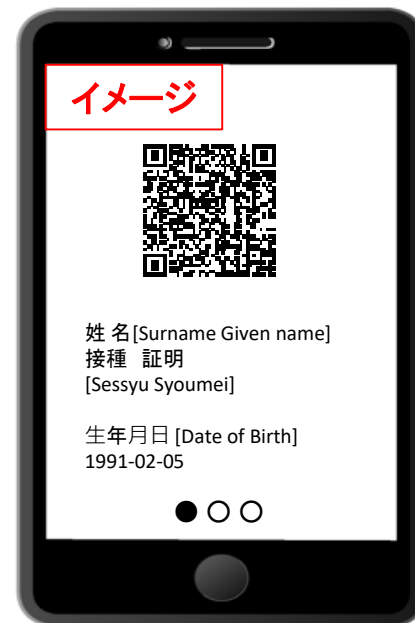 イメージ
姓 名[Surname Given name]
接種 証明
[Sessyu Syoumei]
生年月日 [Date of Birth]
1991-02-05